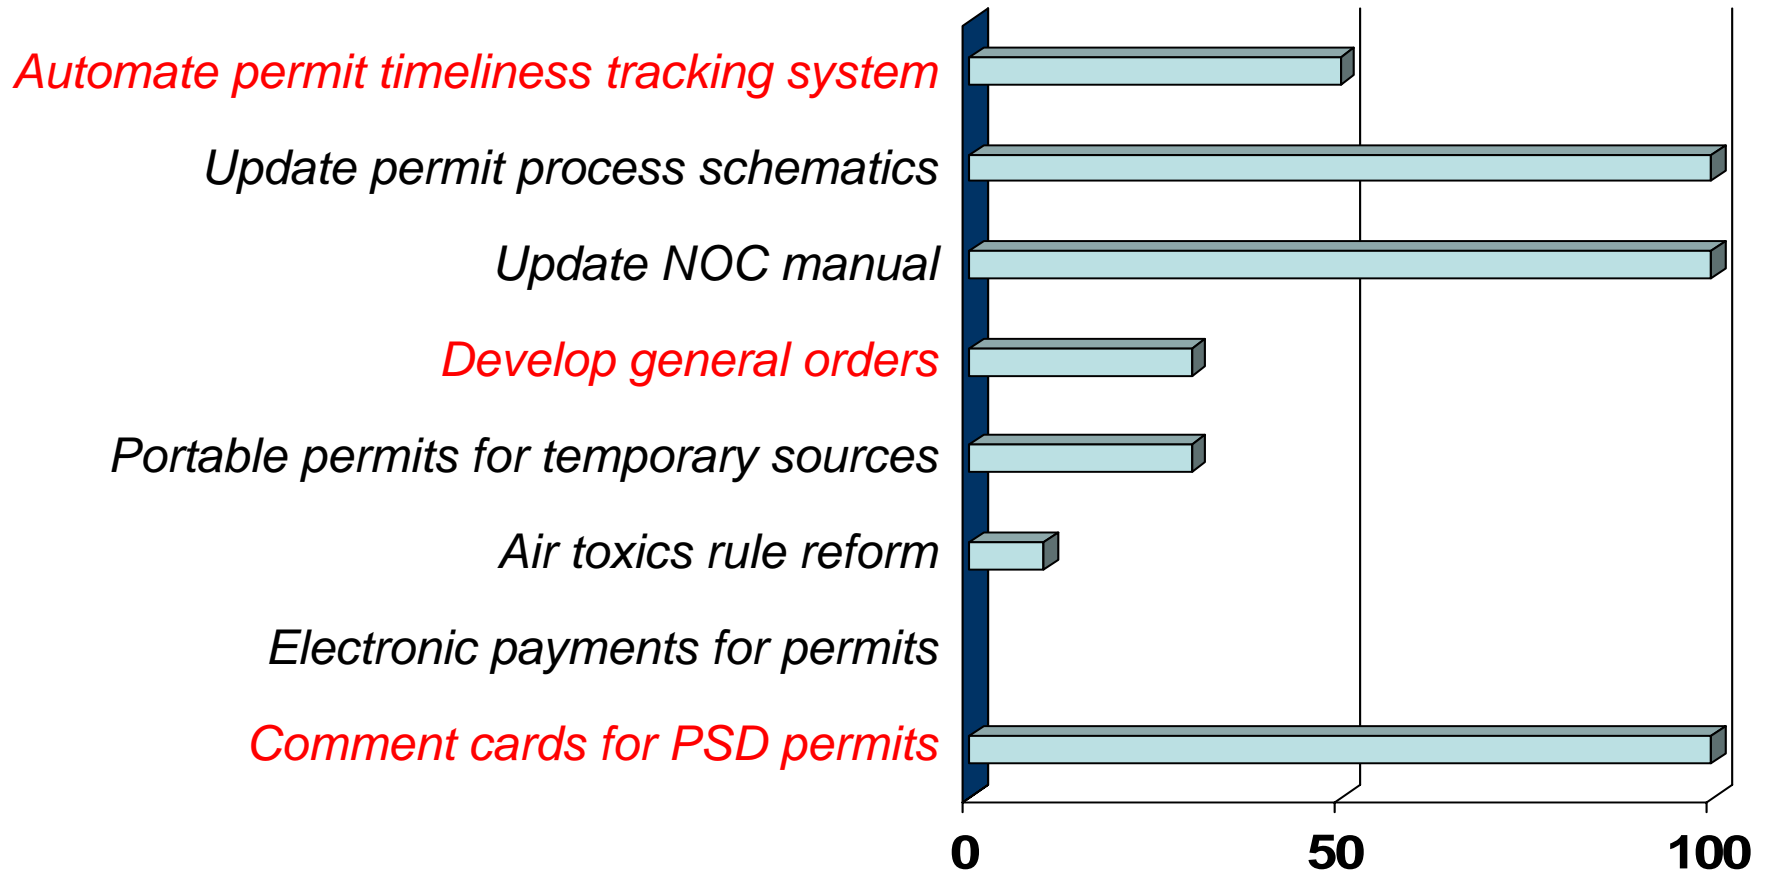 Automate permit timeliness tracking system
Update permit process schematics
Update NOC manual
Develop general orders
Portable permits for temporary sources
Air toxics rule reform
Electronic payments for permits
Comment cards for PSD permits
0 50 100